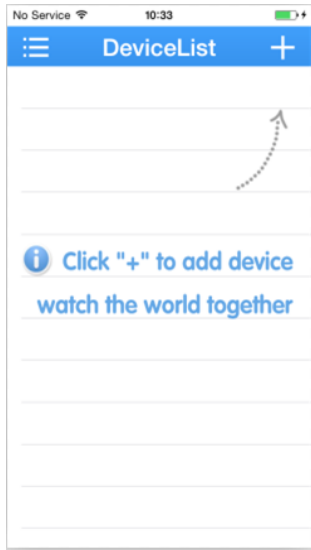 No Service 10:33
DeviceList
Click "+" to add device
watch the world together